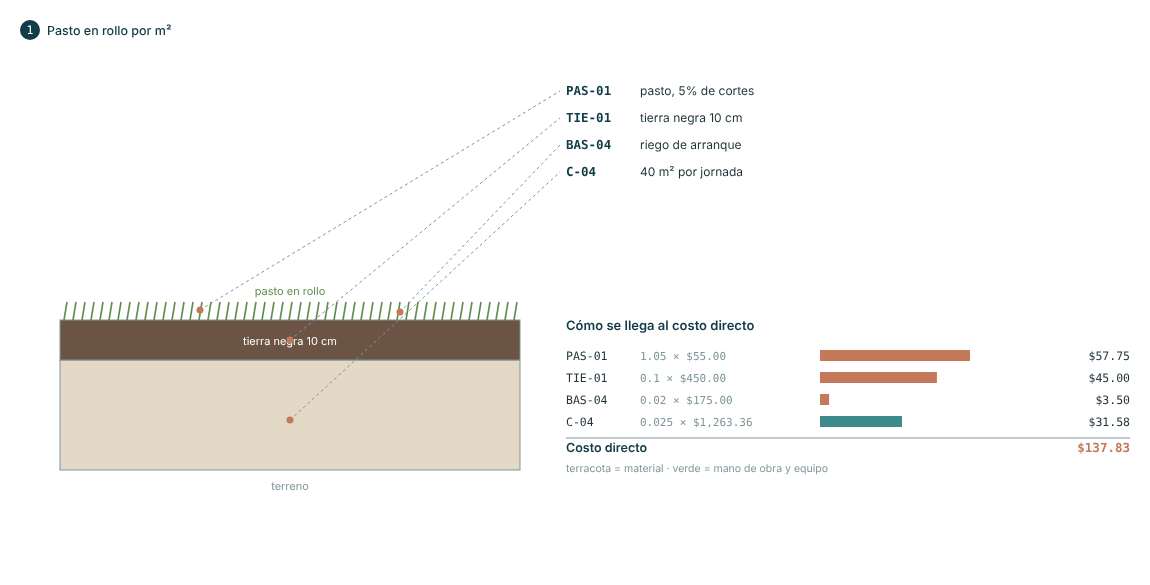 1 Pasto en rollo por m²
PAS-01 pasto, 5% de cortes
TIE-01 tierra negra 10 cm
BAS-04 riego de arranque
C-04 40 m² por jornada
pasto en rollo
tierra negra 10 cm
terreno
Cómo se llega al costo directo
PAS-01 1.05 × $55.00 $57.75
TIE-01 0.1 × $450.00 $45.00
BAS-04 0.02 × $175.00 $3.50
C-04 0.025 × $1,263.36 $31.58
Costo directo $137.83
terracota = material · verde = mano de obra y equipo